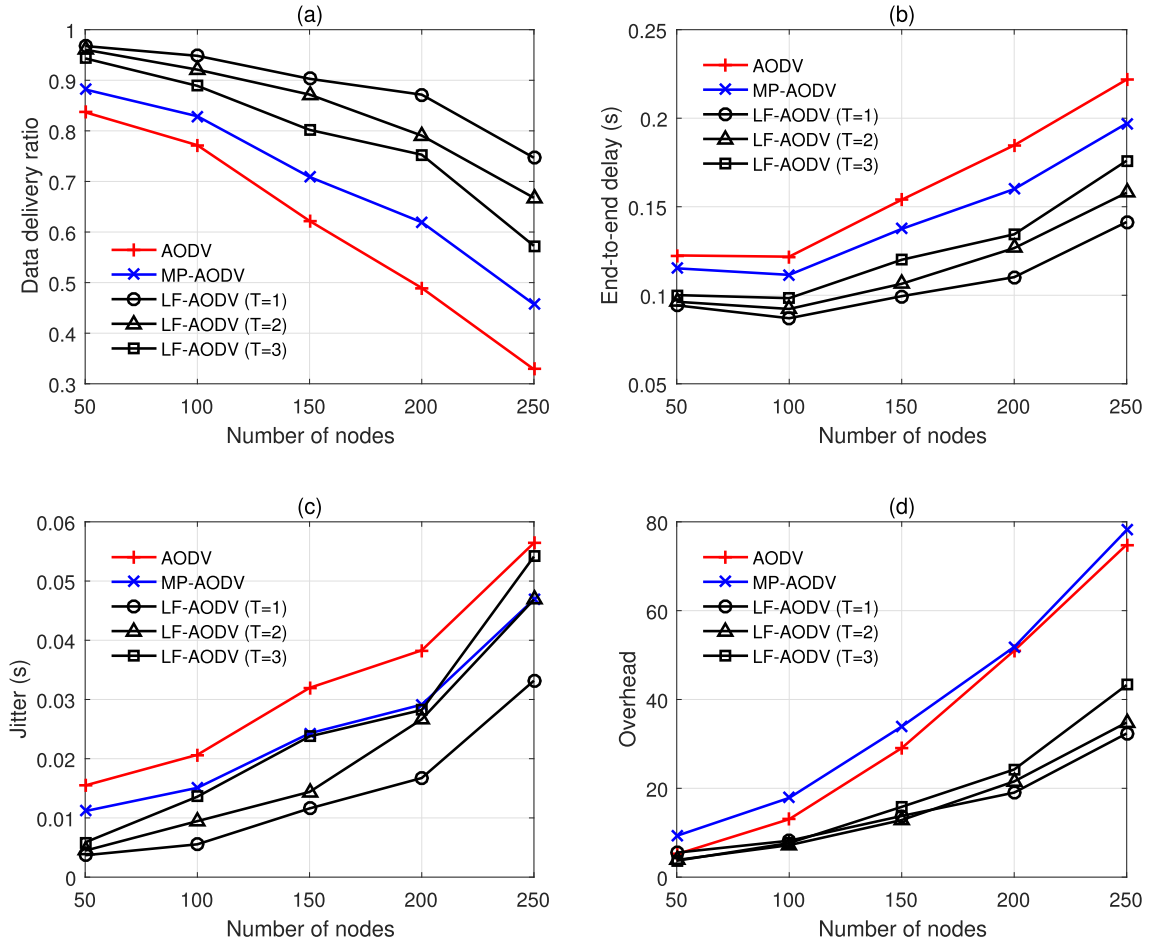 (a)
1
0.9
0.8
0.7
0.6
0.5
0.4
0.3
Data delivery ratio
AODV
MP-AODV
LF-AODV (T=1)
LF-AODV (T=2)
LF-AODV (T=3)
50 100 150 200 250
Number of nodes
(b)
0.25
0.2
0.15
0.1
0.05
End-to-end delay (s)
AODV
MP-AODV
LF-AODV (T=1)
LF-AODV (T=2)
LF-AODV (T=3)
50 100 150 200 250
Number of nodes
(c)
0.06
0.05
0.04
0.03
0.02
0.01
0
Jitter (s)
AODV
MP-AODV
LF-AODV (T=1)
LF-AODV (T=2)
LF-AODV (T=3)
50 100 150 200 250
Number of nodes
(d)
80
60
40
20
0
Overhead
AODV
MP-AODV
LF-AODV (T=1)
LF-AODV (T=2)
LF-AODV (T=3)
50 100 150 200 250
Number of nodes